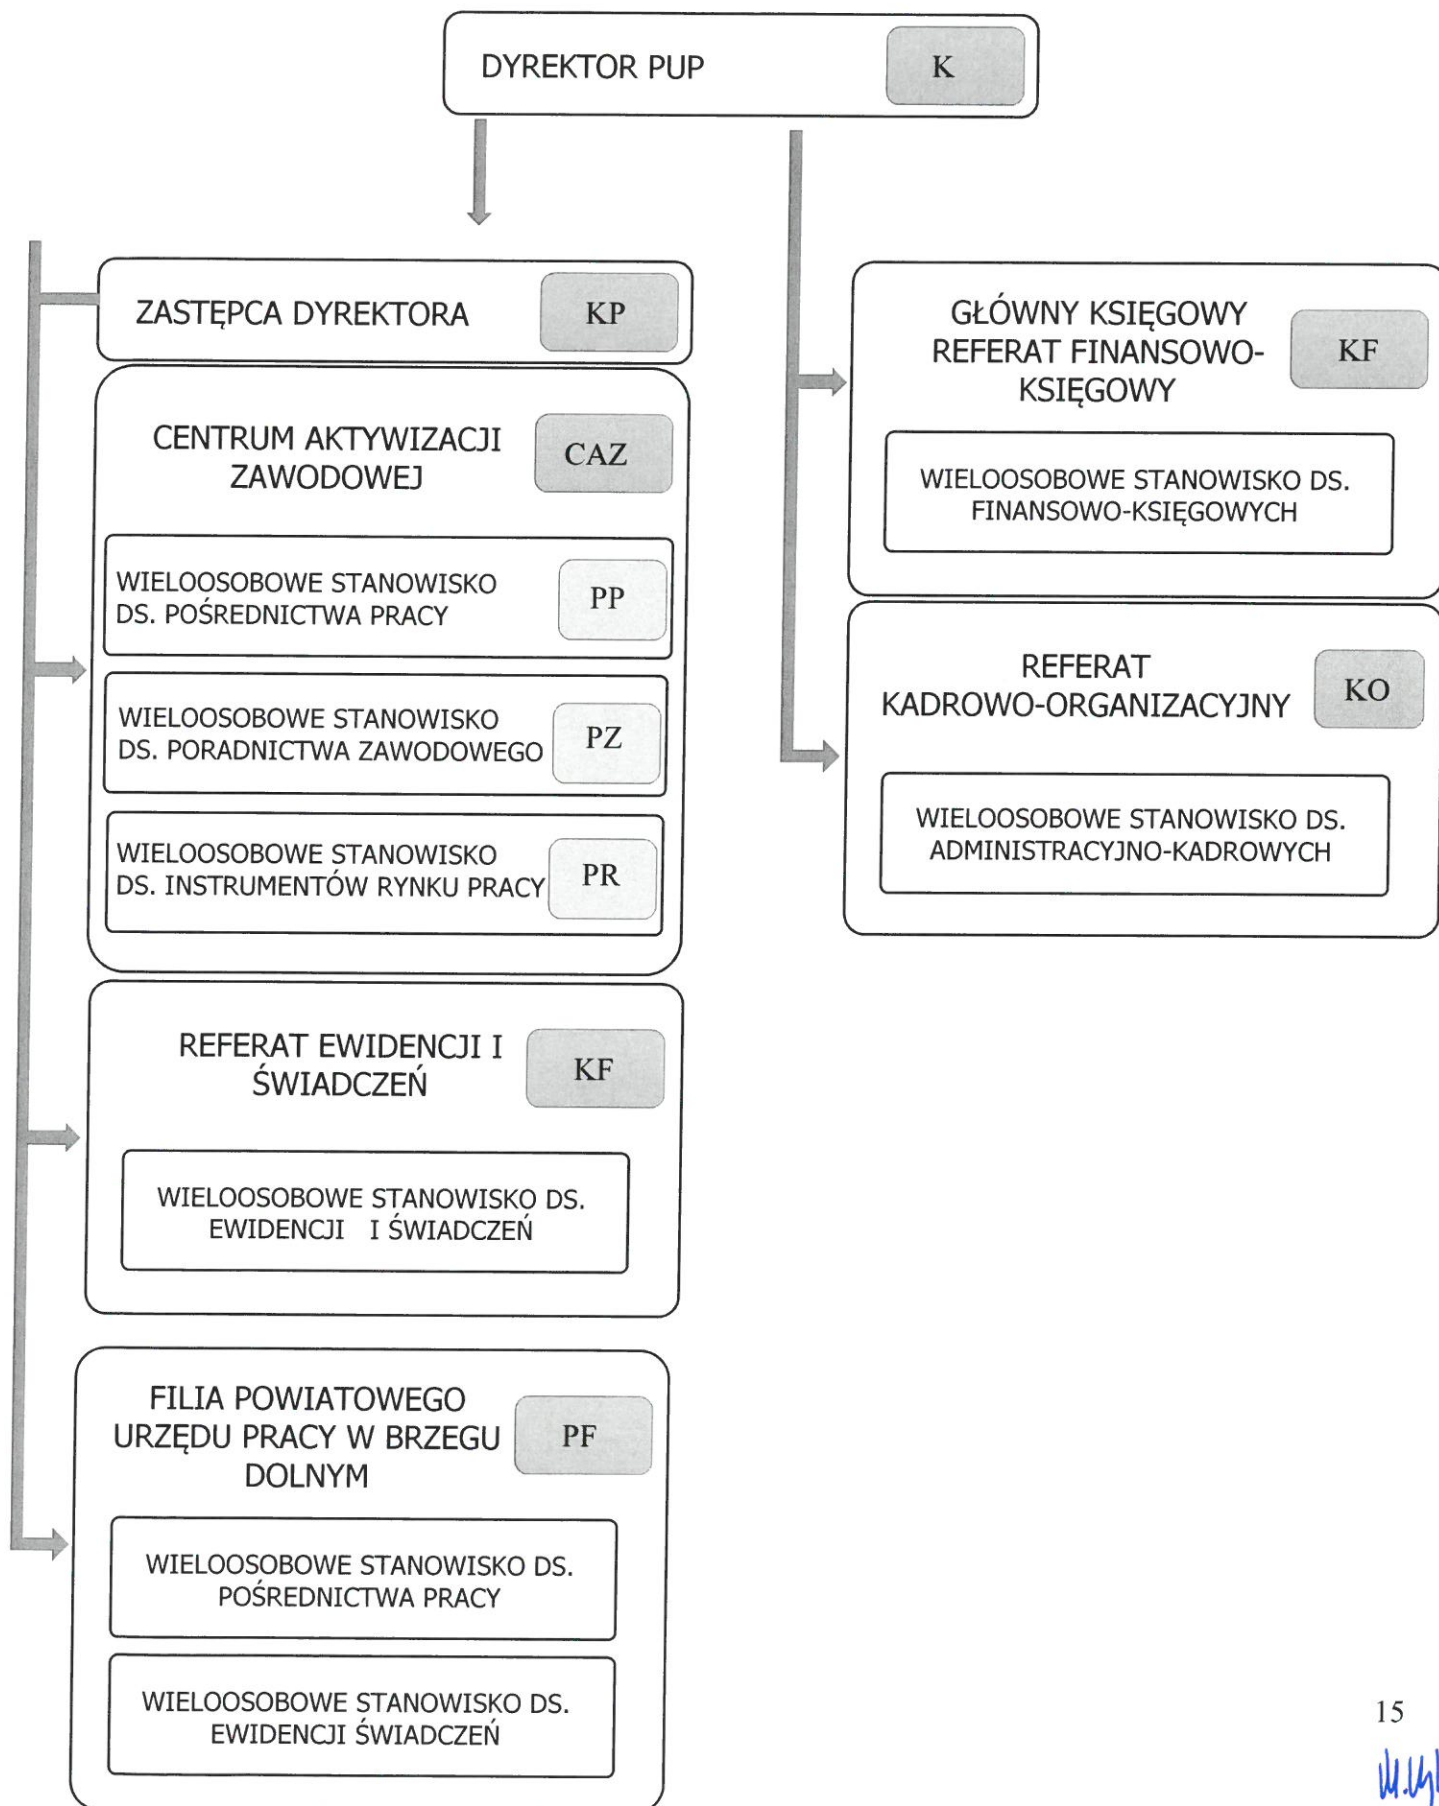 DYREKTOR PUP
K
ZASTĘPCA DYREKTORA
KP
CENTRUM AKTYWIZACJI
ZAWODOWEJ
CAZ
WIELOOSOBOWE STANOWISKO
DS. POŚREDNICTWA PRACY
PP
WIELOOSOBOWE STANOWISKO
DS. PORADNICTWA ZAWODOWEGO
PZ
WIELOOSOBOWE STANOWISKO
DS. INSTRUMENTÓW RYNKU PRACY
PR
REFERAT EWIDENCJI I
ŚWIADCZEŃ
KF
WIELOOSOBOWE STANOWISKO DS.
EWIDENCJI I ŚWIADCZEŃ
FILIA POWIATOWEGO
URZĘDU PRACY W BRZEGU
DOLNYM
PF
WIELOOSOBOWE STANOWISKO DS.
POŚREDNICTWA PRACY
WIELOOSOBOWE STANOWISKO DS.
EWIDENCJI ŚWIADCZEŃ
GŁÓWNY KSIĘGOWY
REFERAT FINANSOWO-
KSIĘGOWY
KF
WIELOOSOBOWE STANOWISKO DS.
FINANSOWO-KSIĘGOWYCH
REFERAT
KADROWO-ORGANIZACYJNY
KO
WIELOOSOBOWE STANOWISKO DS.
ADMINISTRACYJNO-KADROWYCH
15